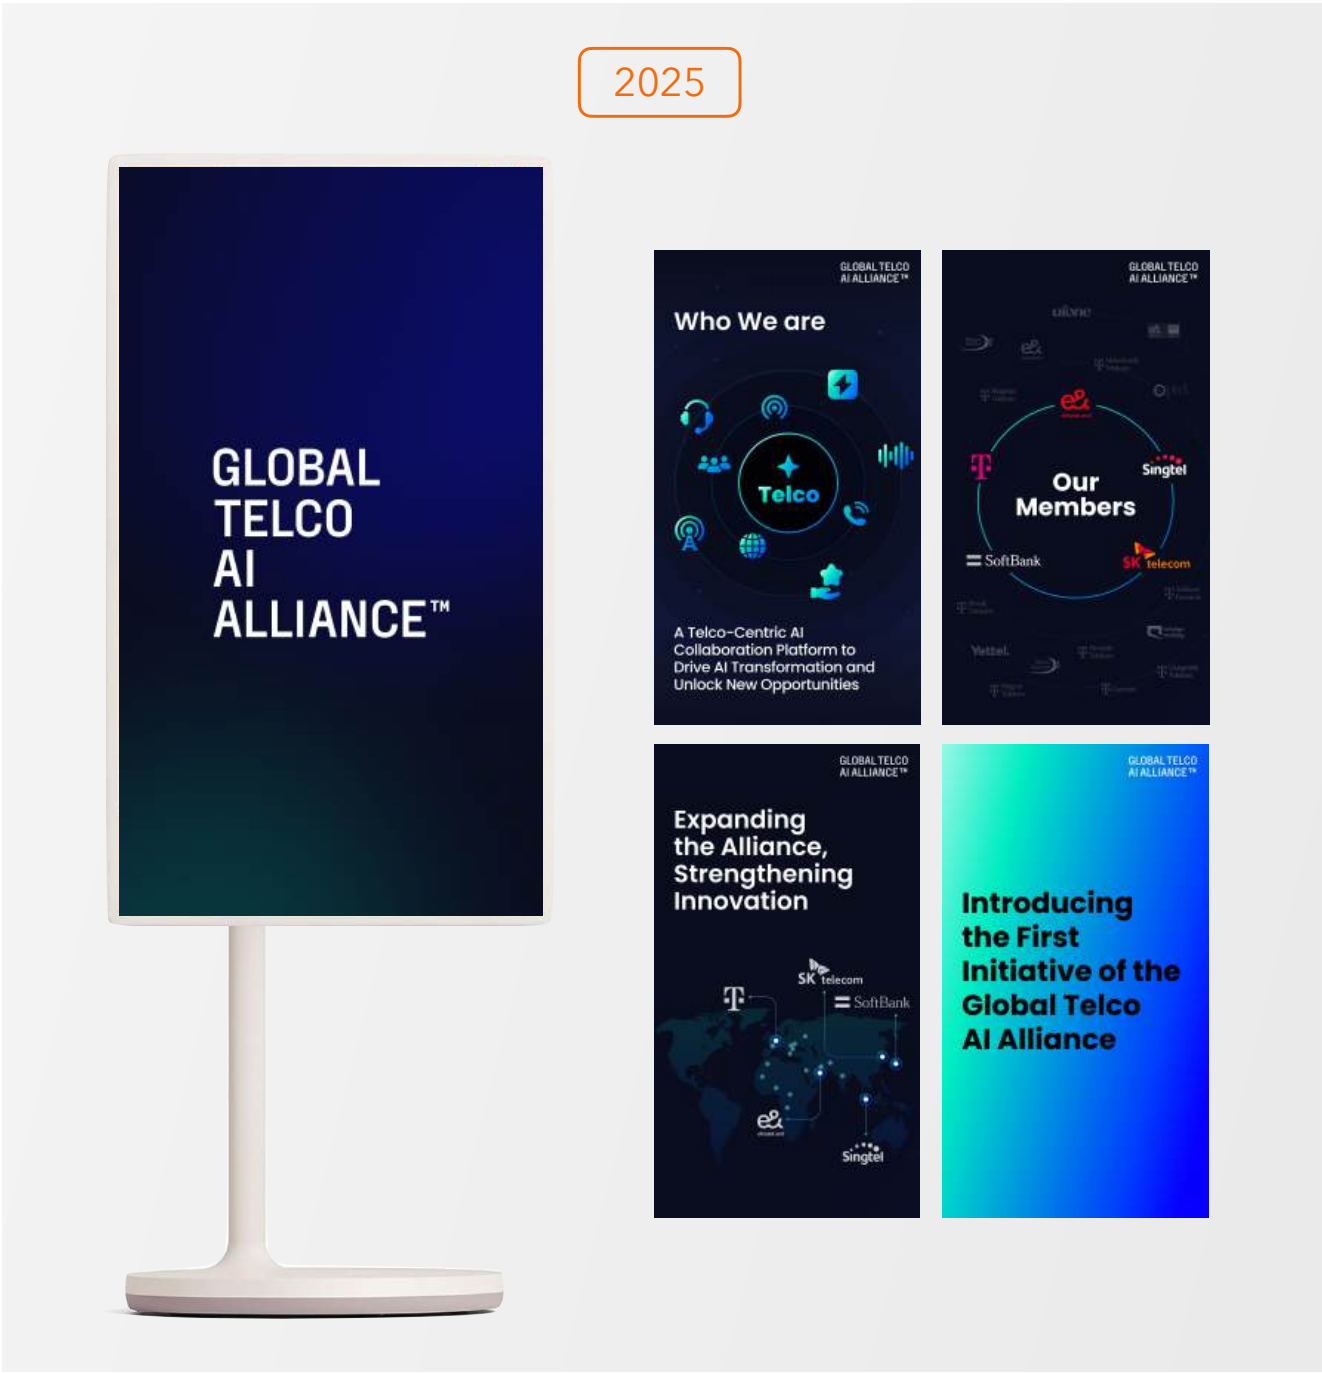 2025
GLOBAL
TELCO
AI
ALLIANCE™
GLOBAL TELCO
AI ALLIANCE™
Who We are
Telco
A Telco-Centric AI
Collaboration Platform to
Drive AI Transformation and
Unlock New Opportunities
GLOBAL TELCO
AI ALLIANCE™
ufone
e&
e&
T
Singtel
Our
Members
SoftBank
SK telecom
Yettel.
GLOBAL TELCO
AI ALLIANCE™
Expanding
the Alliance,
Strengthening
Innovation
SK telecom
T
SoftBank
e&
Singtel
GLOBAL TELCO
AI ALLIANCE™
Introducing
the First
Initiative of the
Global Telco
AI Alliance